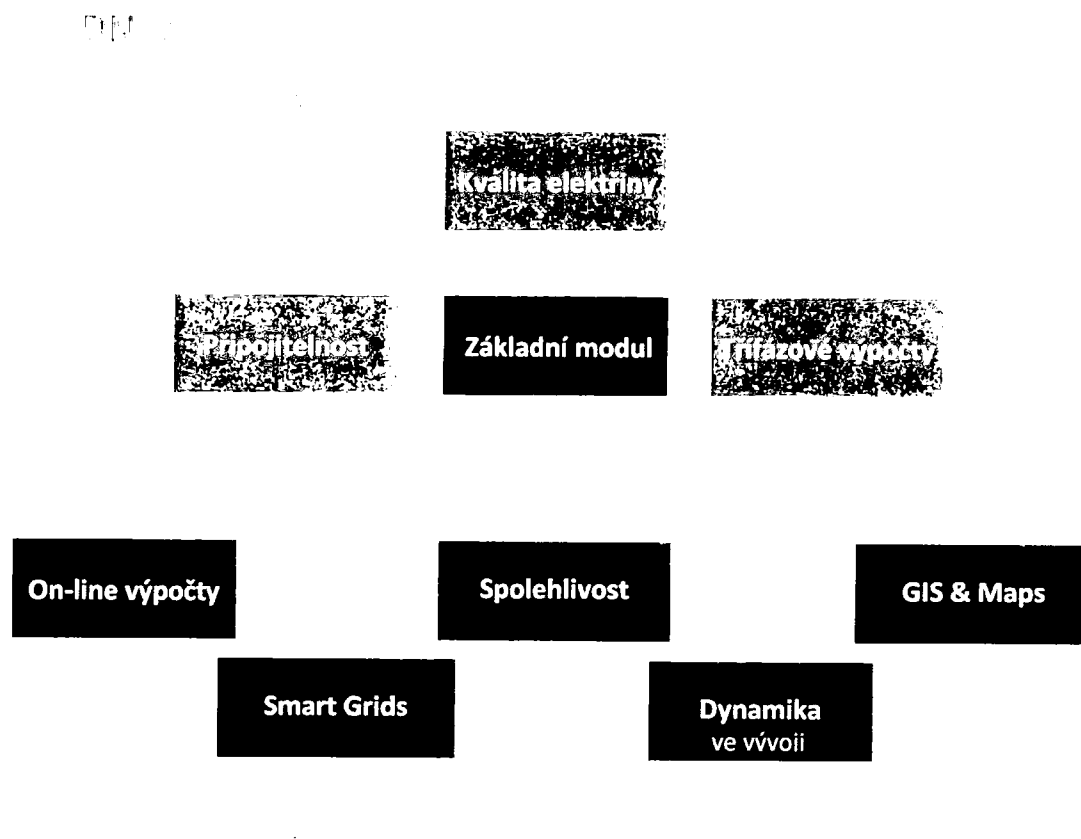 Kvalita elektřiny
Připojitelnost
Základní modul
Třífázové výpočty
On-line výpočty
Spolehlivost
GIS & Maps
Smart Grids
Dynamika
ve vývoji